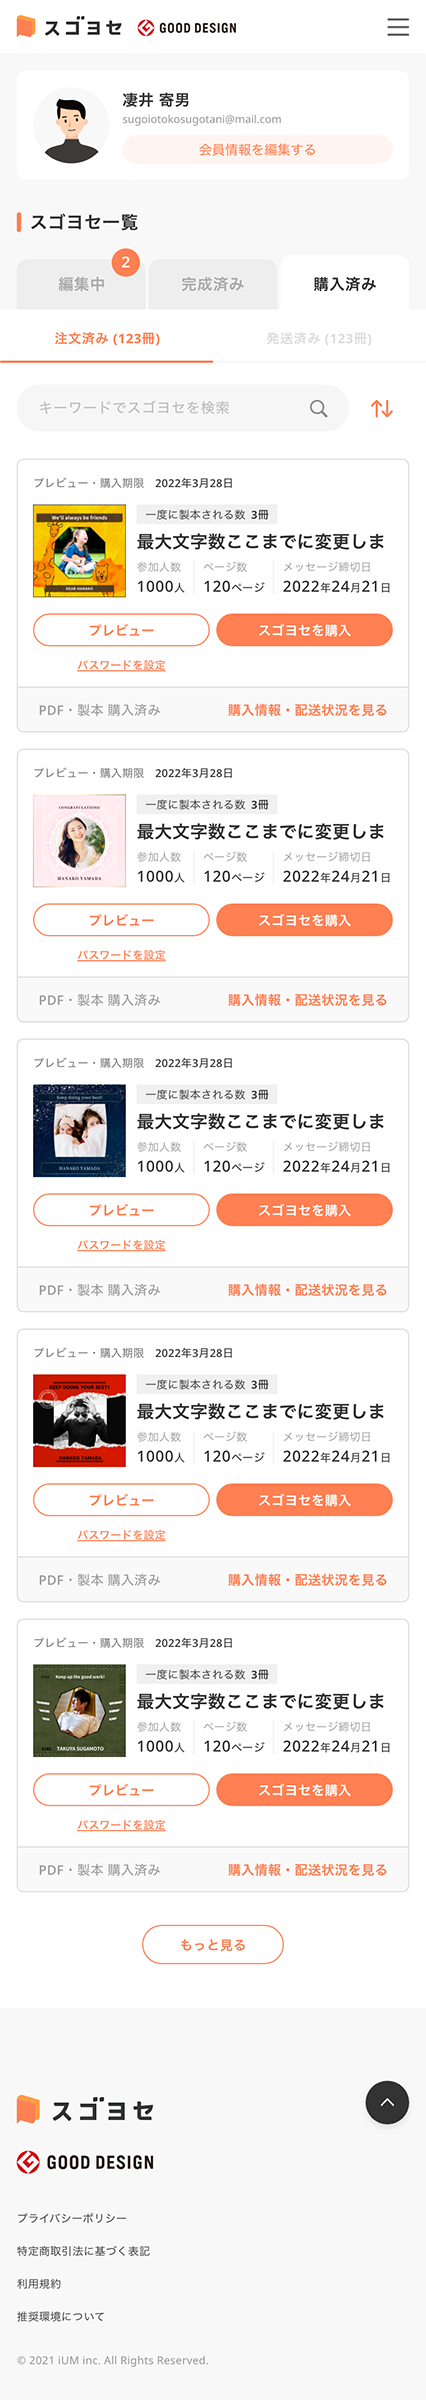 スゴヨセ GOOD DESIGN
凄井 寄男
sugoiotokosugotani@mail.com
会員情報を編集する
スゴヨセ一覧
編集中 2 完成済み 購入済み
注文済み (123冊) 発送済み (123冊)
キーワードでスゴヨセを検索
プレビュー・購入期限 2022年3月28日
We'll always be friends
DEAR HANAKO
一度に製本される数 3冊
最大文字数ここまでに変更しま
参加人数 ページ数 メッセージ締切日
1000人 120ページ 2022年24月21日
プレビュー スゴヨセを購入
パスワードを設定
PDF・製本 購入済み 購入情報・配送状況を見る
プレビュー・購入期限 2022年3月28日
CONGRATULATIONS!
HANAKO YAMADA
一度に製本される数 3冊
最大文字数ここまでに変更しま
参加人数 ページ数 メッセージ締切日
1000人 120ページ 2022年24月21日
プレビュー スゴヨセを購入
パスワードを設定
PDF・製本 購入済み 購入情報・配送状況を見る
プレビュー・購入期限 2022年3月28日
Keep doing your best!
HANAKO YAMADA
一度に製本される数 3冊
最大文字数ここまでに変更しま
参加人数 ページ数 メッセージ締切日
1000人 120ページ 2022年24月21日
プレビュー スゴヨセを購入
パスワードを設定
PDF・製本 購入済み 購入情報・配送状況を見る
プレビュー・購入期限 2022年3月28日
KEEP DOING YOUR BEST!
HANAKO YAMADA
一度に製本される数 3冊
最大文字数ここまでに変更しま
参加人数 ページ数 メッセージ締切日
1000人 120ページ 2022年24月21日
プレビュー スゴヨセを購入
パスワードを設定
PDF・製本 購入済み 購入情報・配送状況を見る
プレビュー・購入期限 2022年3月28日
Keep up the good work!
TAKUYA SUGAMOTO
一度に製本される数 3冊
最大文字数ここまでに変更しま
参加人数 ページ数 メッセージ締切日
1000人 120ページ 2022年24月21日
プレビュー スゴヨセを購入
パスワードを設定
PDF・製本 購入済み 購入情報・配送状況を見る
もっと見る
スゴヨセ
GOOD DESIGN
プライバシーポリシー
特定商取引法に基づく表記
利用規約
推奨環境について
© 2021 iUM inc. All Rights Reserved.